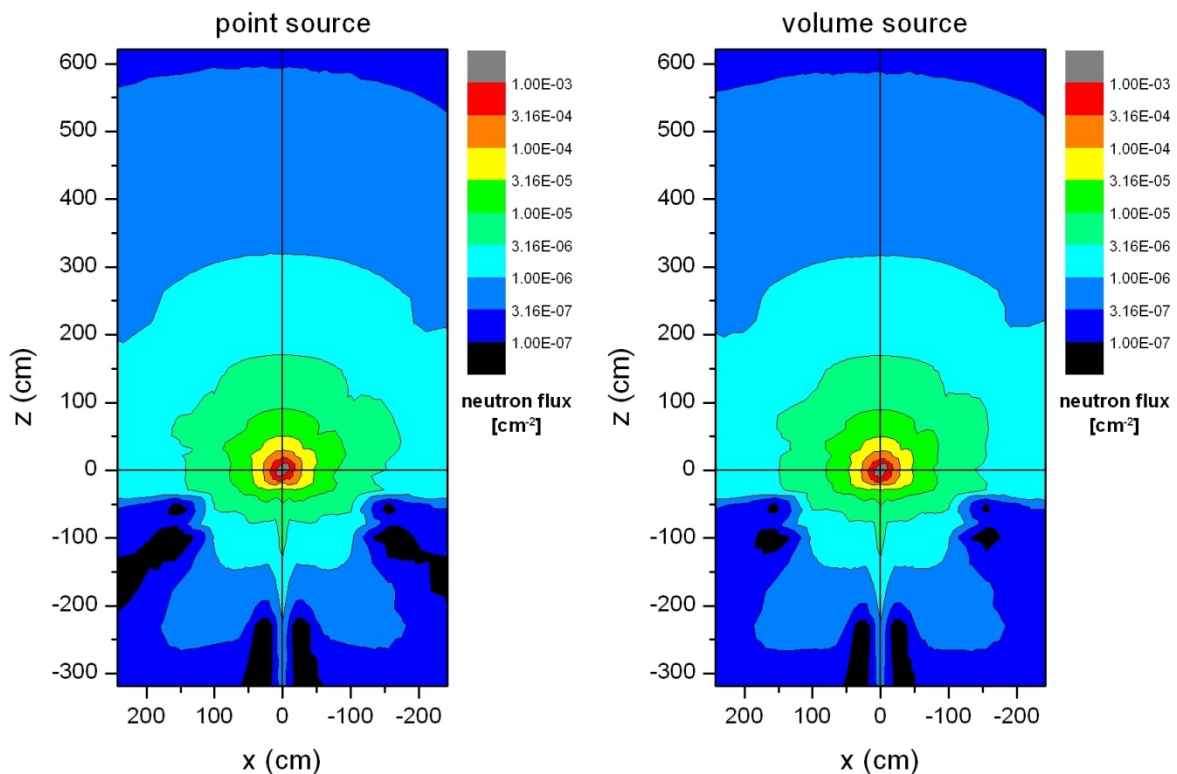 point source
600
500
400
300
200
100
0
-100
-200
-300
z (cm)
200 100 0 -100 -200
x (cm)
1.00E-03
3.16E-04
1.00E-04
3.16E-05
1.00E-05
3.16E-06
1.00E-06
3.16E-07
1.00E-07
neutron flux
[cm⁻²]
volume source
600
500
400
300
200
100
0
-100
-200
-300
z (cm)
200 100 0 -100 -200
x (cm)
1.00E-03
3.16E-04
1.00E-04
3.16E-05
1.00E-05
3.16E-06
1.00E-06
3.16E-07
1.00E-07
neutron flux
[cm⁻²]